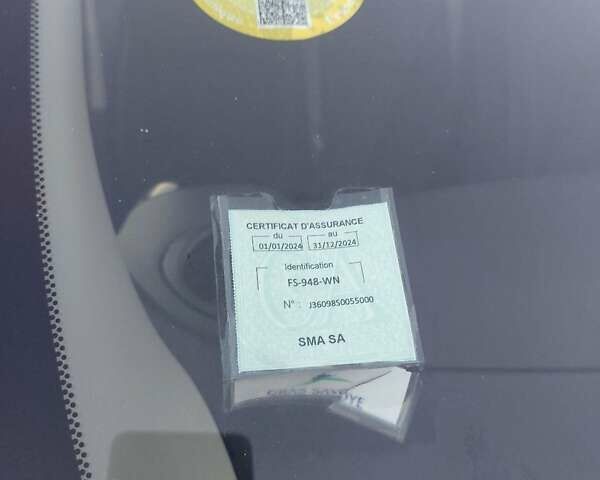 CERTIFICAT D'ASSURANCE
du au
01/01/2024 31/12/2024
Identification
FS-948-WN
N° : J3609850055000
SMA SA